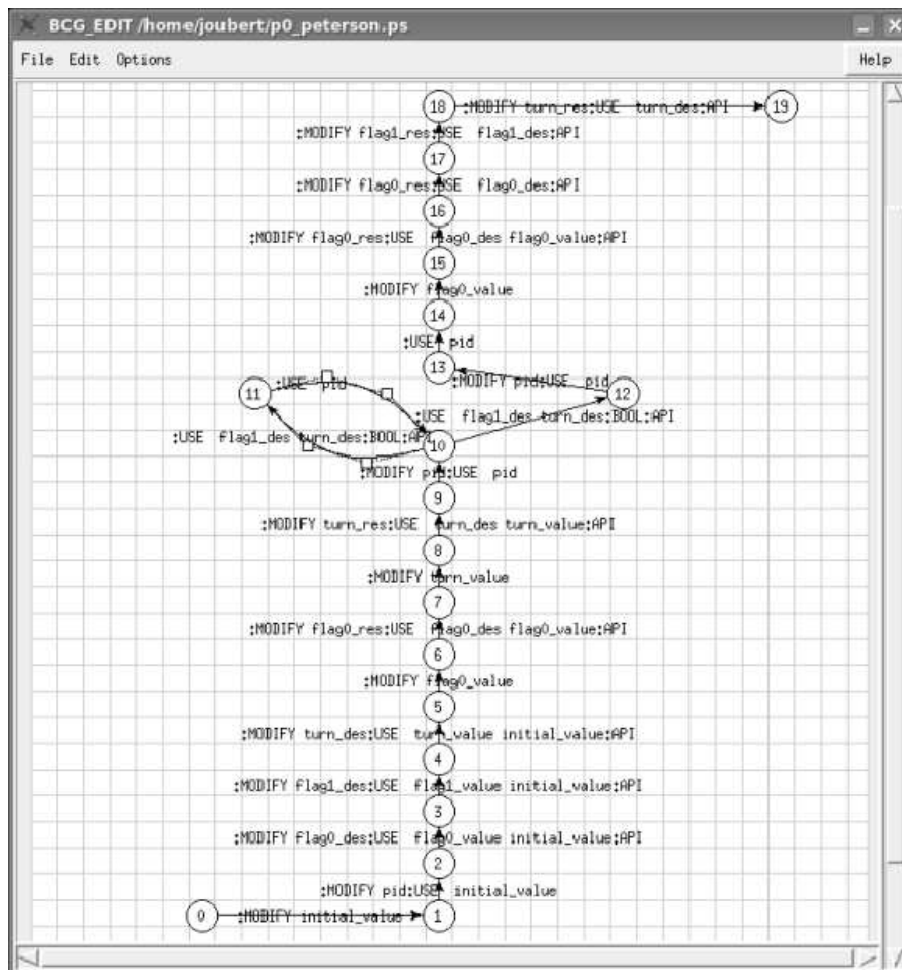 BCG_EDIT /home/joubert/p0_peterson.ps
File Edit Options Help
18 :MODIFY turn_res:USE turn_des:API 19
:MODIFY flag1_res:USE flag1_des:API
17
:MODIFY flag0_res:USE flag0_des:API
16
:MODIFY flag0_res:USE flag0_des flag0_value:API
15
:MODIFY flag0_value
14
:USE pid
13
:USE pid :MODIFY pid:USE pid
11 12
:USE flag1_des turn_des:BOOL:API
:USE flag1_des turn_des:BOOL:API
10
:MODIFY pid:USE pid
9
:MODIFY turn_res:USE turn_des turn_value:API
8
:MODIFY turn_value
7
:MODIFY flag0_res:USE flag0_des flag0_value:API
6
:MODIFY flag0_value
5
:MODIFY turn_des:USE turn_value initial_value:API
4
:MODIFY flag1_des:USE flag1_value initial_value:API
3
:MODIFY flag0_des:USE flag0_value initial_value:API
2
:MODIFY pid:USE initial_value
0 :MODIFY initial_value 1